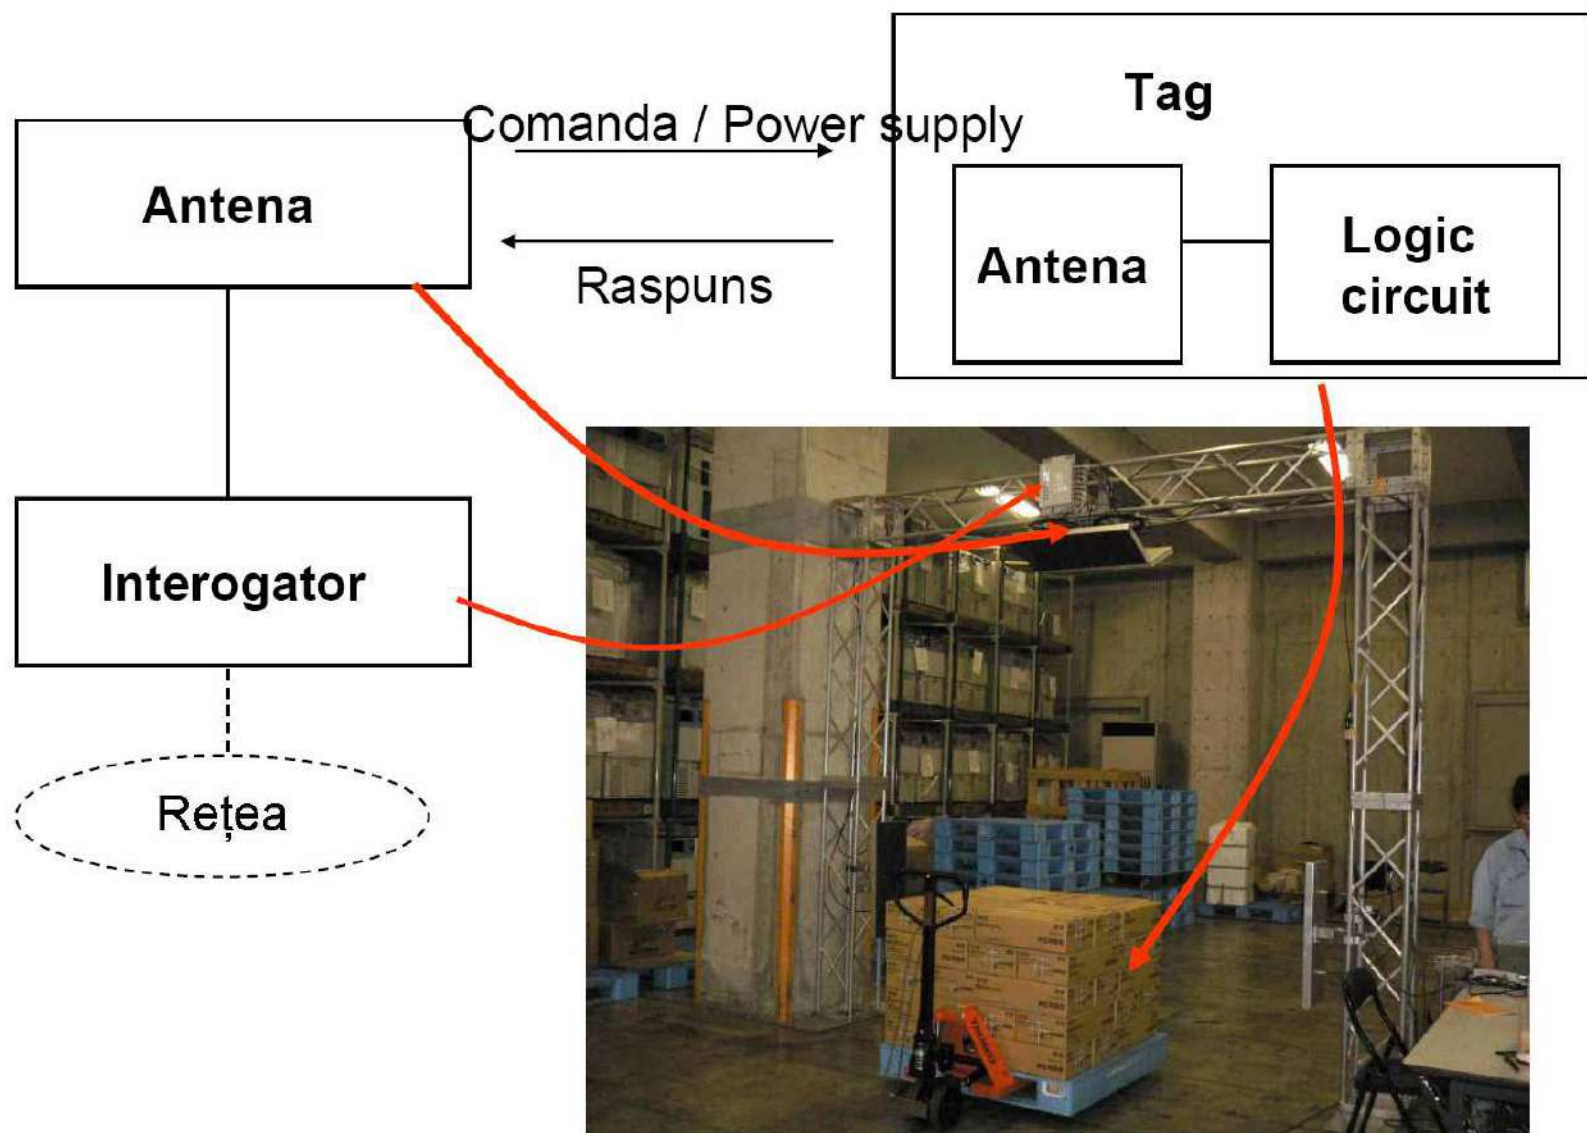 Tag
Comanda / Power supply
Antena
Antena
Logic
circuit
Raspuns
Interogator
Rețea